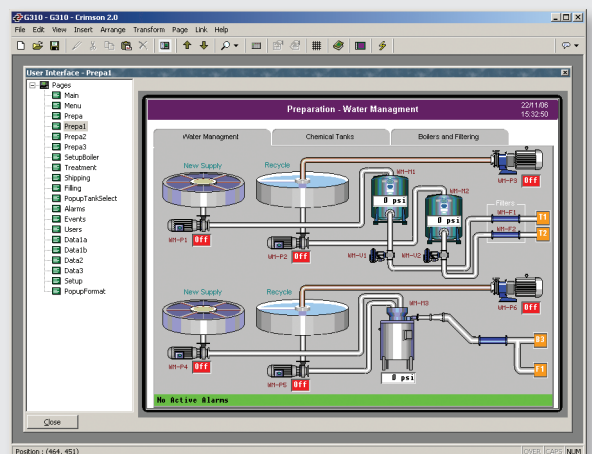 G310 - G310 - Crimson 2.0
File Edit View Insert Arrange Transform Page Link Help
User Interface - Prepa1
Pages
Main
Menu
Prepa
Prepa1
Prepa2
Prepa3
SetupBoiler
Treatment
Shipping
Filling
PopupTankSelect
Alarms
Events
Users
Data1a
Data1b
Data2
Data3
Setup
PopupFormat
Close
Preparation - Water Managment
22/11/06
15:32:50
Water Managment
Chemical Tanks
Boilers and Filtering
New Supply
Recycle
WM-M1
WM-P3 Off
WM-M2
0 psi
0 psi
Filters
WM-F1
T1
WM-F2
T2
WM-P1 Off
WM-P2 Off
WM-V1
WM-V2
New Supply
Recycle
WM-M3
WM-P6 Off
B3
WM-P4 Off
WM-P5 Off
0 psi
F1
No Active Alarms
Position : (464, 451)
OVER CAPS NUM